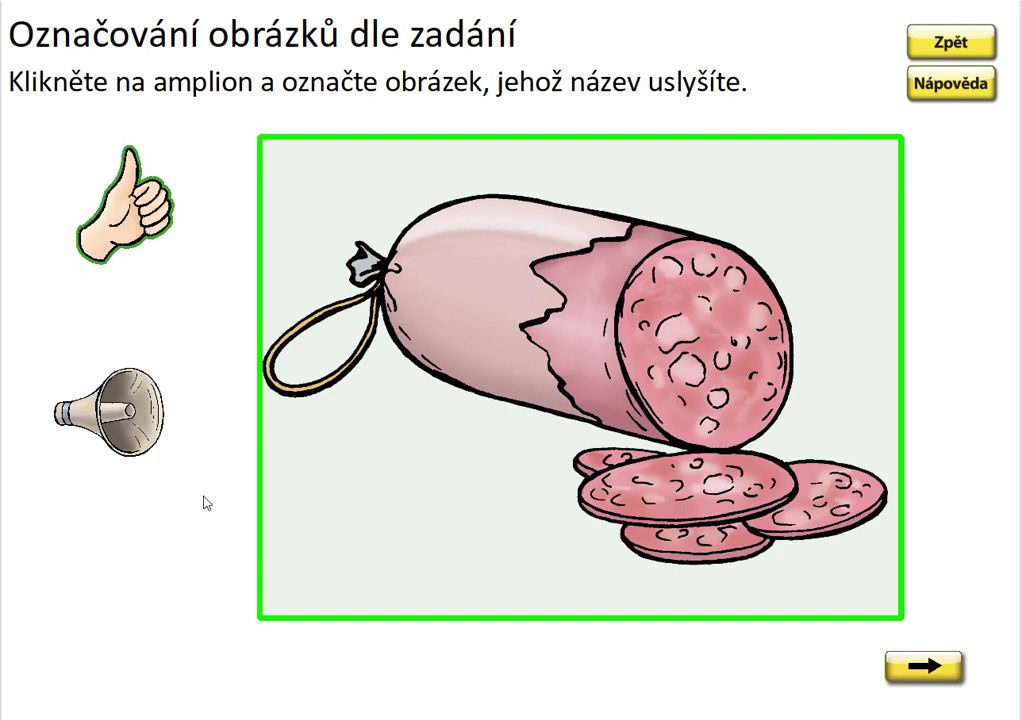 Označování obrázků dle zadání
Klikněte na amplion a označte obrázek, jehož název uslyšíte.
Zpět
Nápověda